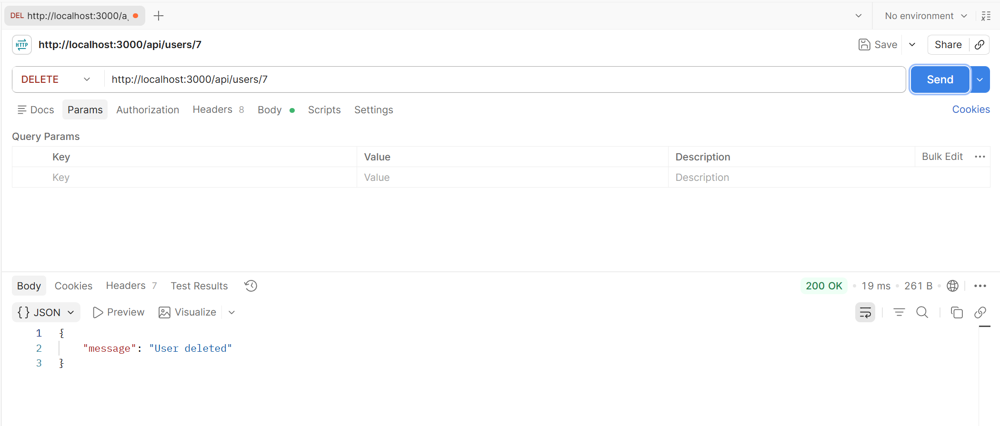 DEL http://localhost:3000/a
No environment
HTTP http://localhost:3000/api/users/7
Save
Share
DELETE http://localhost:3000/api/users/7
Send
Docs Params Authorization Headers 8 Body Scripts Settings Cookies
Query Params
Key Value Description Bulk Edit
Key Value Description
Body Cookies Headers 7 Test Results 200 OK 19 ms 261 B
{} JSON Preview Visualize
1 {
2 "message": "User deleted"
3 }